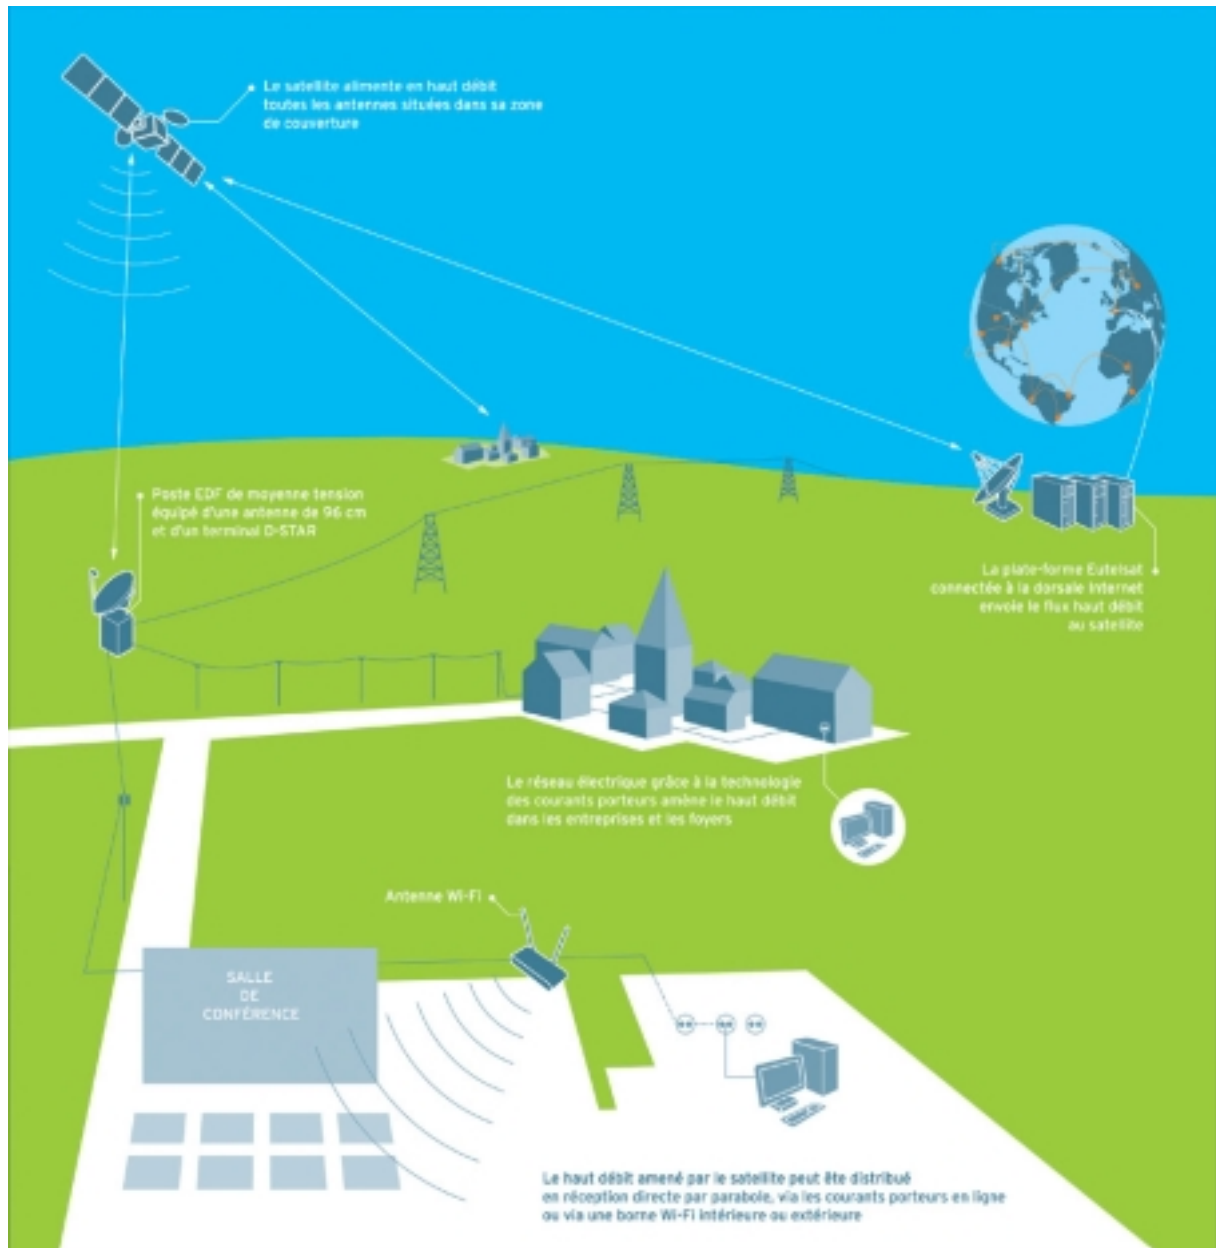 Le satellite alimente en haut débit
toutes les antennes situées dans sa zone
de couverture
Poste EDF de moyenne tension
équipé d'une antenne de 96 cm
et d'un terminal D-STAR
La plate-forme Eutelsat
connectée à la dorsale Internet
envoie le flux haut débit
au satellite
Le réseau électrique grâce à la technologie
des courants porteurs amène le haut débit
dans les entreprises et les foyers
Antenne Wi-Fi
SALLE
DE
CONFÉRENCE
Le haut débit amené par le satellite peut ête distribué
en réception directe par parabole, via les courants porteurs en ligne
ou via une borne Wi-Fi intérieure ou extérieure